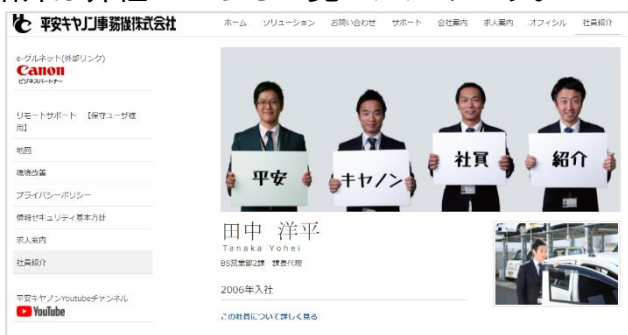 平安キヤノン事務機株式会社
ホーム ソリューション お問い合わせ サポート 会社案内 求人案内 オフィシル 社員紹介
e-グルネット(外部リンク)
Canon
ビジネスパートナー
リモートサポート 【保守ユーザ様
用】
地図
環境改善
プライバシーポリシー
情報セキュリティ基本方針
求人案内
社員紹介
平安キヤノンYoutubeチャンネル
YouTube
平安 キヤノン 社員 紹介
田中 洋平
Tanaka Yohei
BS営業部2課 課長代理
2006年入社
この社員について詳しく見る